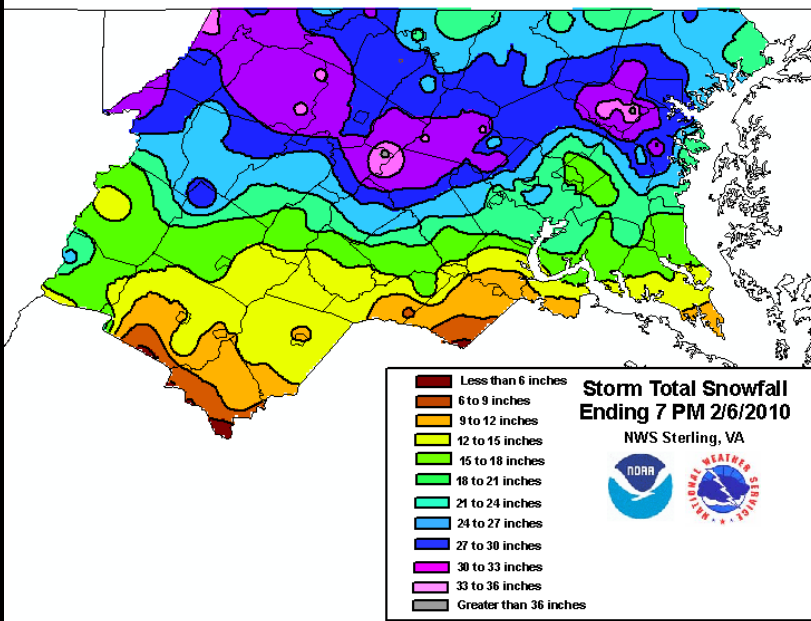 Less than 6 inches
6 to 9 inches
9 to 12 inches
12 to 15 inches
15 to 18 inches
18 to 21 inches
21 to 24 inches
24 to 27 inches
27 to 30 inches
30 to 33 inches
33 to 36 inches
Greater than 36 inches
Storm Total Snowfall
Ending 7 PM 2/6/2010
NWS Sterling, VA
NOAA
NATIONAL WEATHER SERVICE